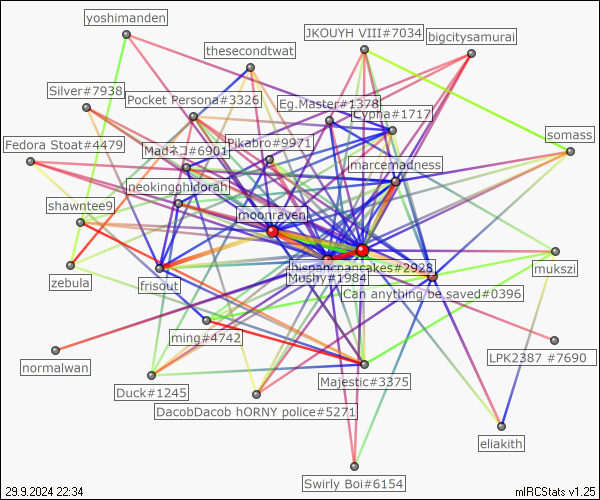 yoshimanden
JKOUYH VIII#7034
bigcitysamurai
thesecondtwat
Silver#7938
Pocket Persona#3326
Eg.Master#1378
Cypha#1717
Fedora Stoat#4479
Madネコ#6901
Pikabro#9971
somass
marcemadness
neokingghidorah
shawntee9
moonraven
hispancpancakes#2928
Mushy#1984
mukszi
zebula
frisout
Can anything be saved#0396
ming#4742
normalwan
LPK2387 #7690
Duck#1245
Majestic#3375
DacobDacob hORNY police#5271
eliakith
Swirly Boi#6154
29.9.2024 22:34
mIRCStats v1.25